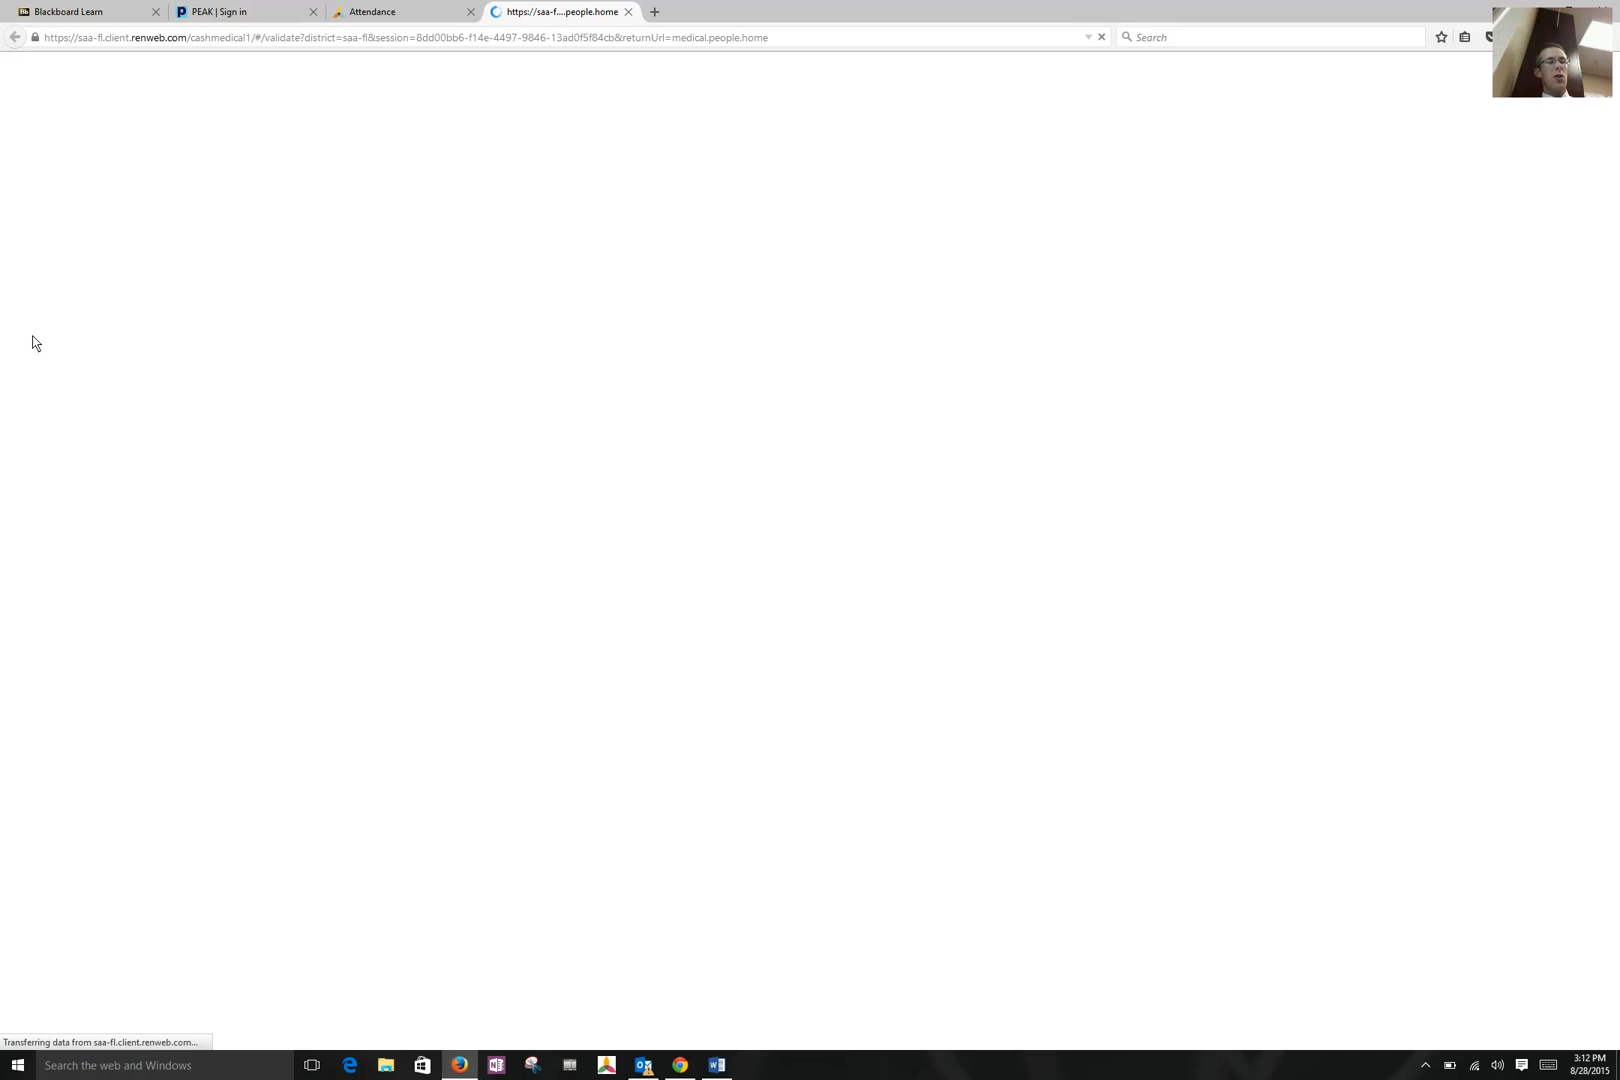 Blackboard Learn
PEAK | Sign in
Attendance
https://saa-f....people.home
https://saa-fl.client.renweb.com/cashmedical1/#/validate?district=saa-fl&session=8dd00bb6-f14e-4497-9846-13ad0f5f84cb&returnUrl=medical.people.home
Search
Transferring data from saa-fl.client.renweb.com...
Search the web and Windows
3:12 PM
8/28/2015